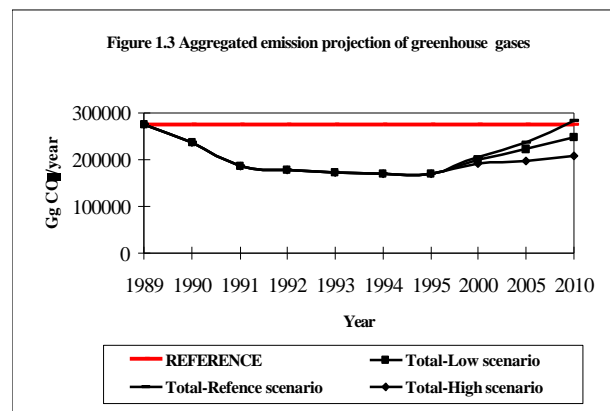 Figure 1.3 Aggregated emission projection of greenhouse gases
Gg CO /year
300000
200000
100000
0
1989 1990 1991 1992 1993 1994 1995 2000 2005 2010
Year
REFERENCE
Total-Low scenario
Total-Refence scenario
Total-High scenario